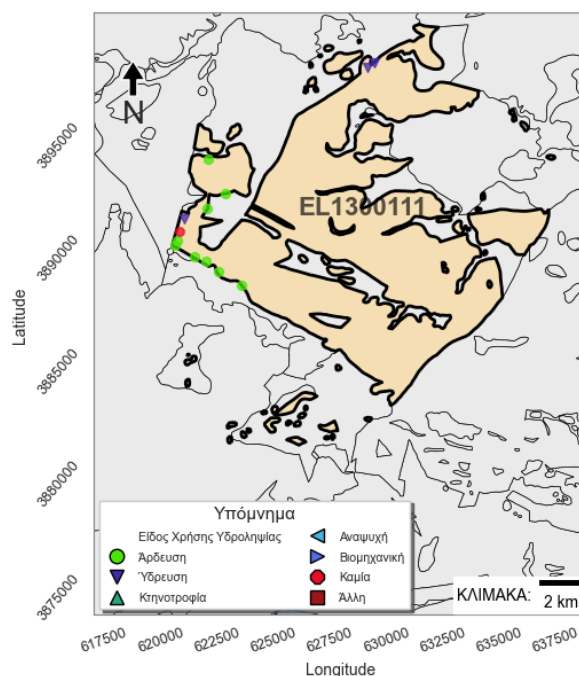 N
EL1300111
3895000
3890000
3885000
3880000
3875000
Latitude
Υπόμνημα
Είδος Χρήσης Υδροληψίας
Άρδευση
Ύδρευση
Κτηνοτροφία
Αναψυχή
Βιομηχανική
Καμία
Άλλη
ΚΛΙΜΑΚΑ:
2 km
617500 620000 622500 625000 627500 630000 632500 635000 637500
Longitude